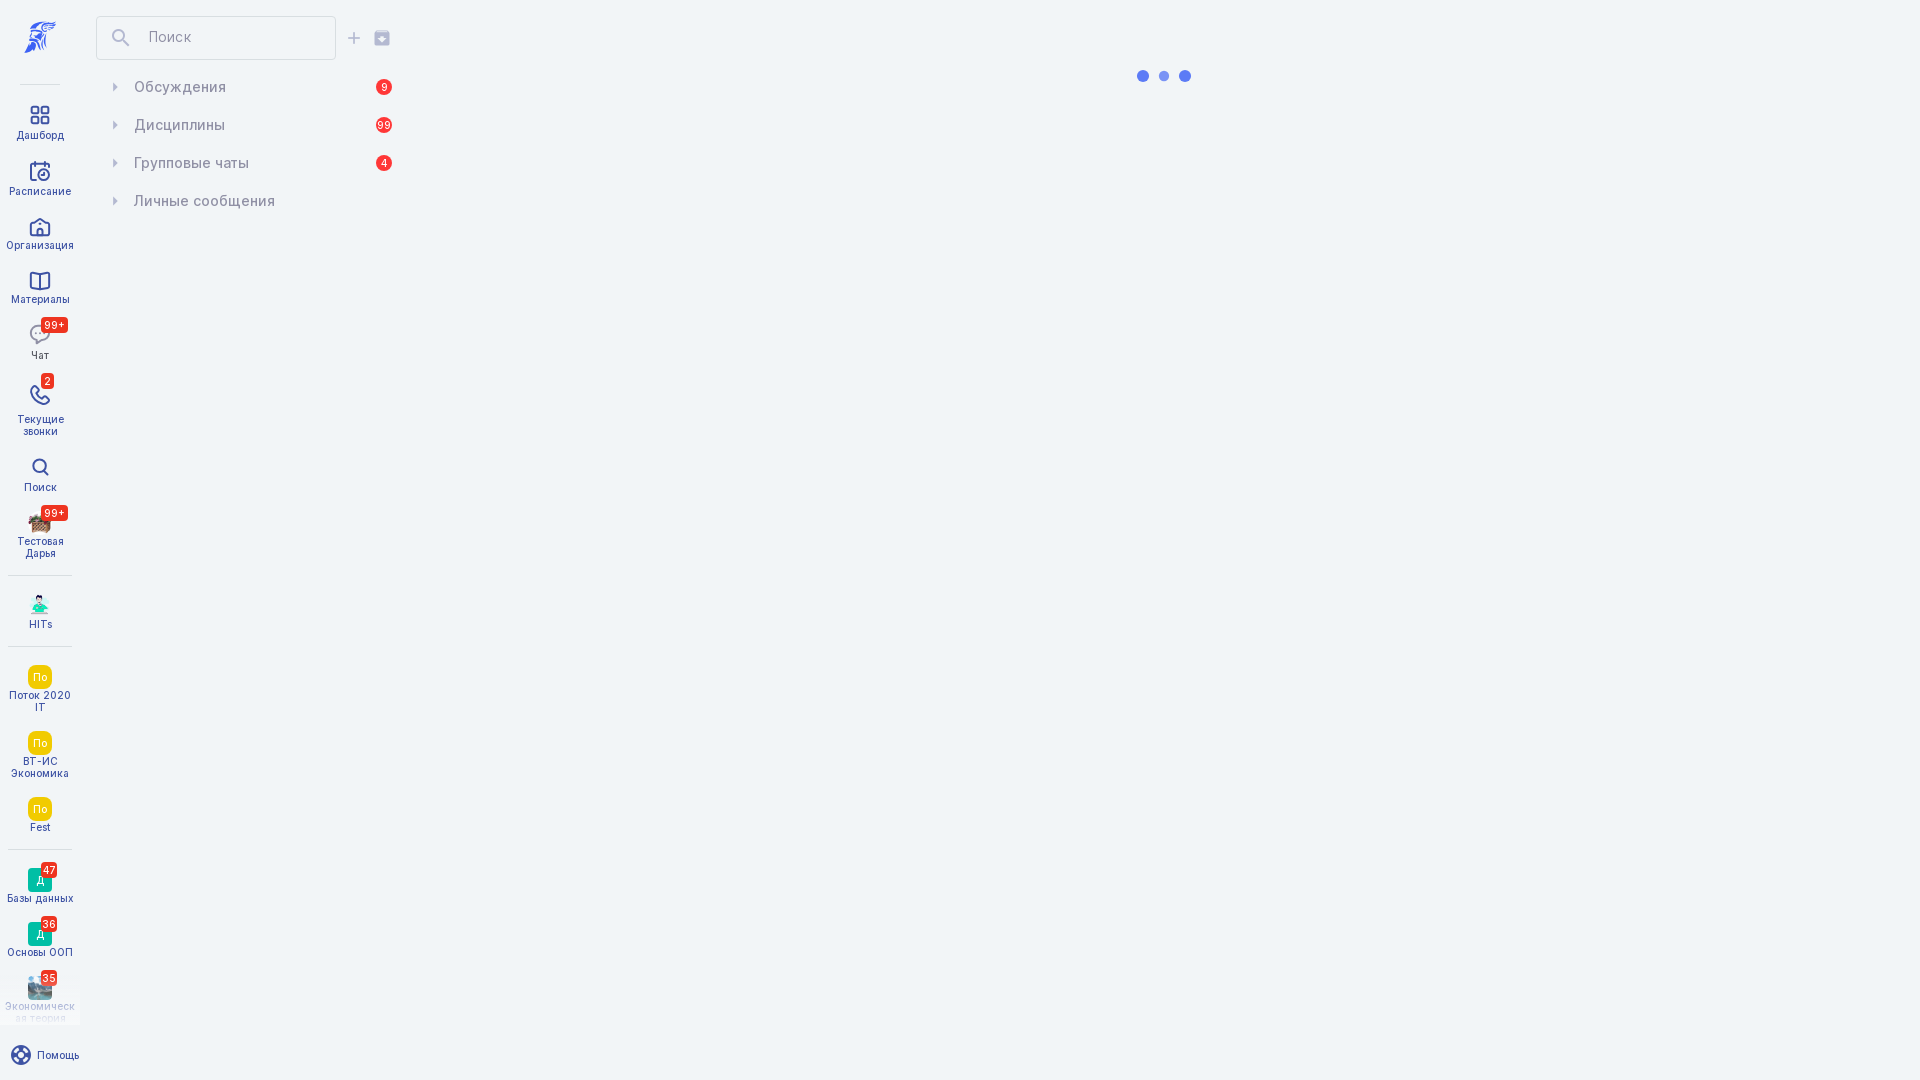 Поиск
Обсуждения
9
Дисциплины
99
Групповые чаты
4
Личные сообщения
Дашборд
Расписание
Организация
Материалы
99+
Чат
2
Текущие
звонки
Поиск
99+
Тестовая
Дарья
HITs
По
Поток 2020
IT
По
ВТ-ИС
Экономика
По
Fest
47
Д
Базы данных
36
Д
Основы ООП
35
Экономическ
ая теория
Помощь